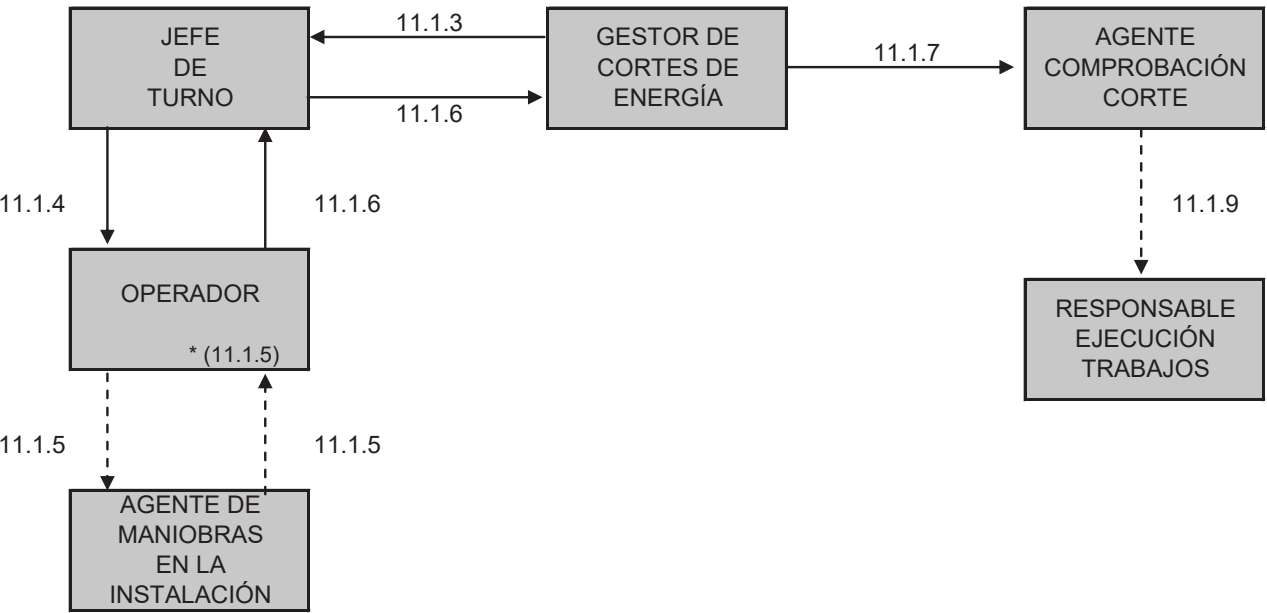 JEFE
DE
TURNO
11.1.3
11.1.6
GESTOR DE
CORTES DE
ENERGÍA
11.1.7
AGENTE
COMPROBACIÓN
CORTE
11.1.4
11.1.6
11.1.9
OPERADOR
* (11.1.5)
RESPONSABLE
EJECUCIÓN
TRABAJOS
11.1.5
11.1.5
AGENTE DE
MANIOBRAS
EN LA
INSTALACIÓN